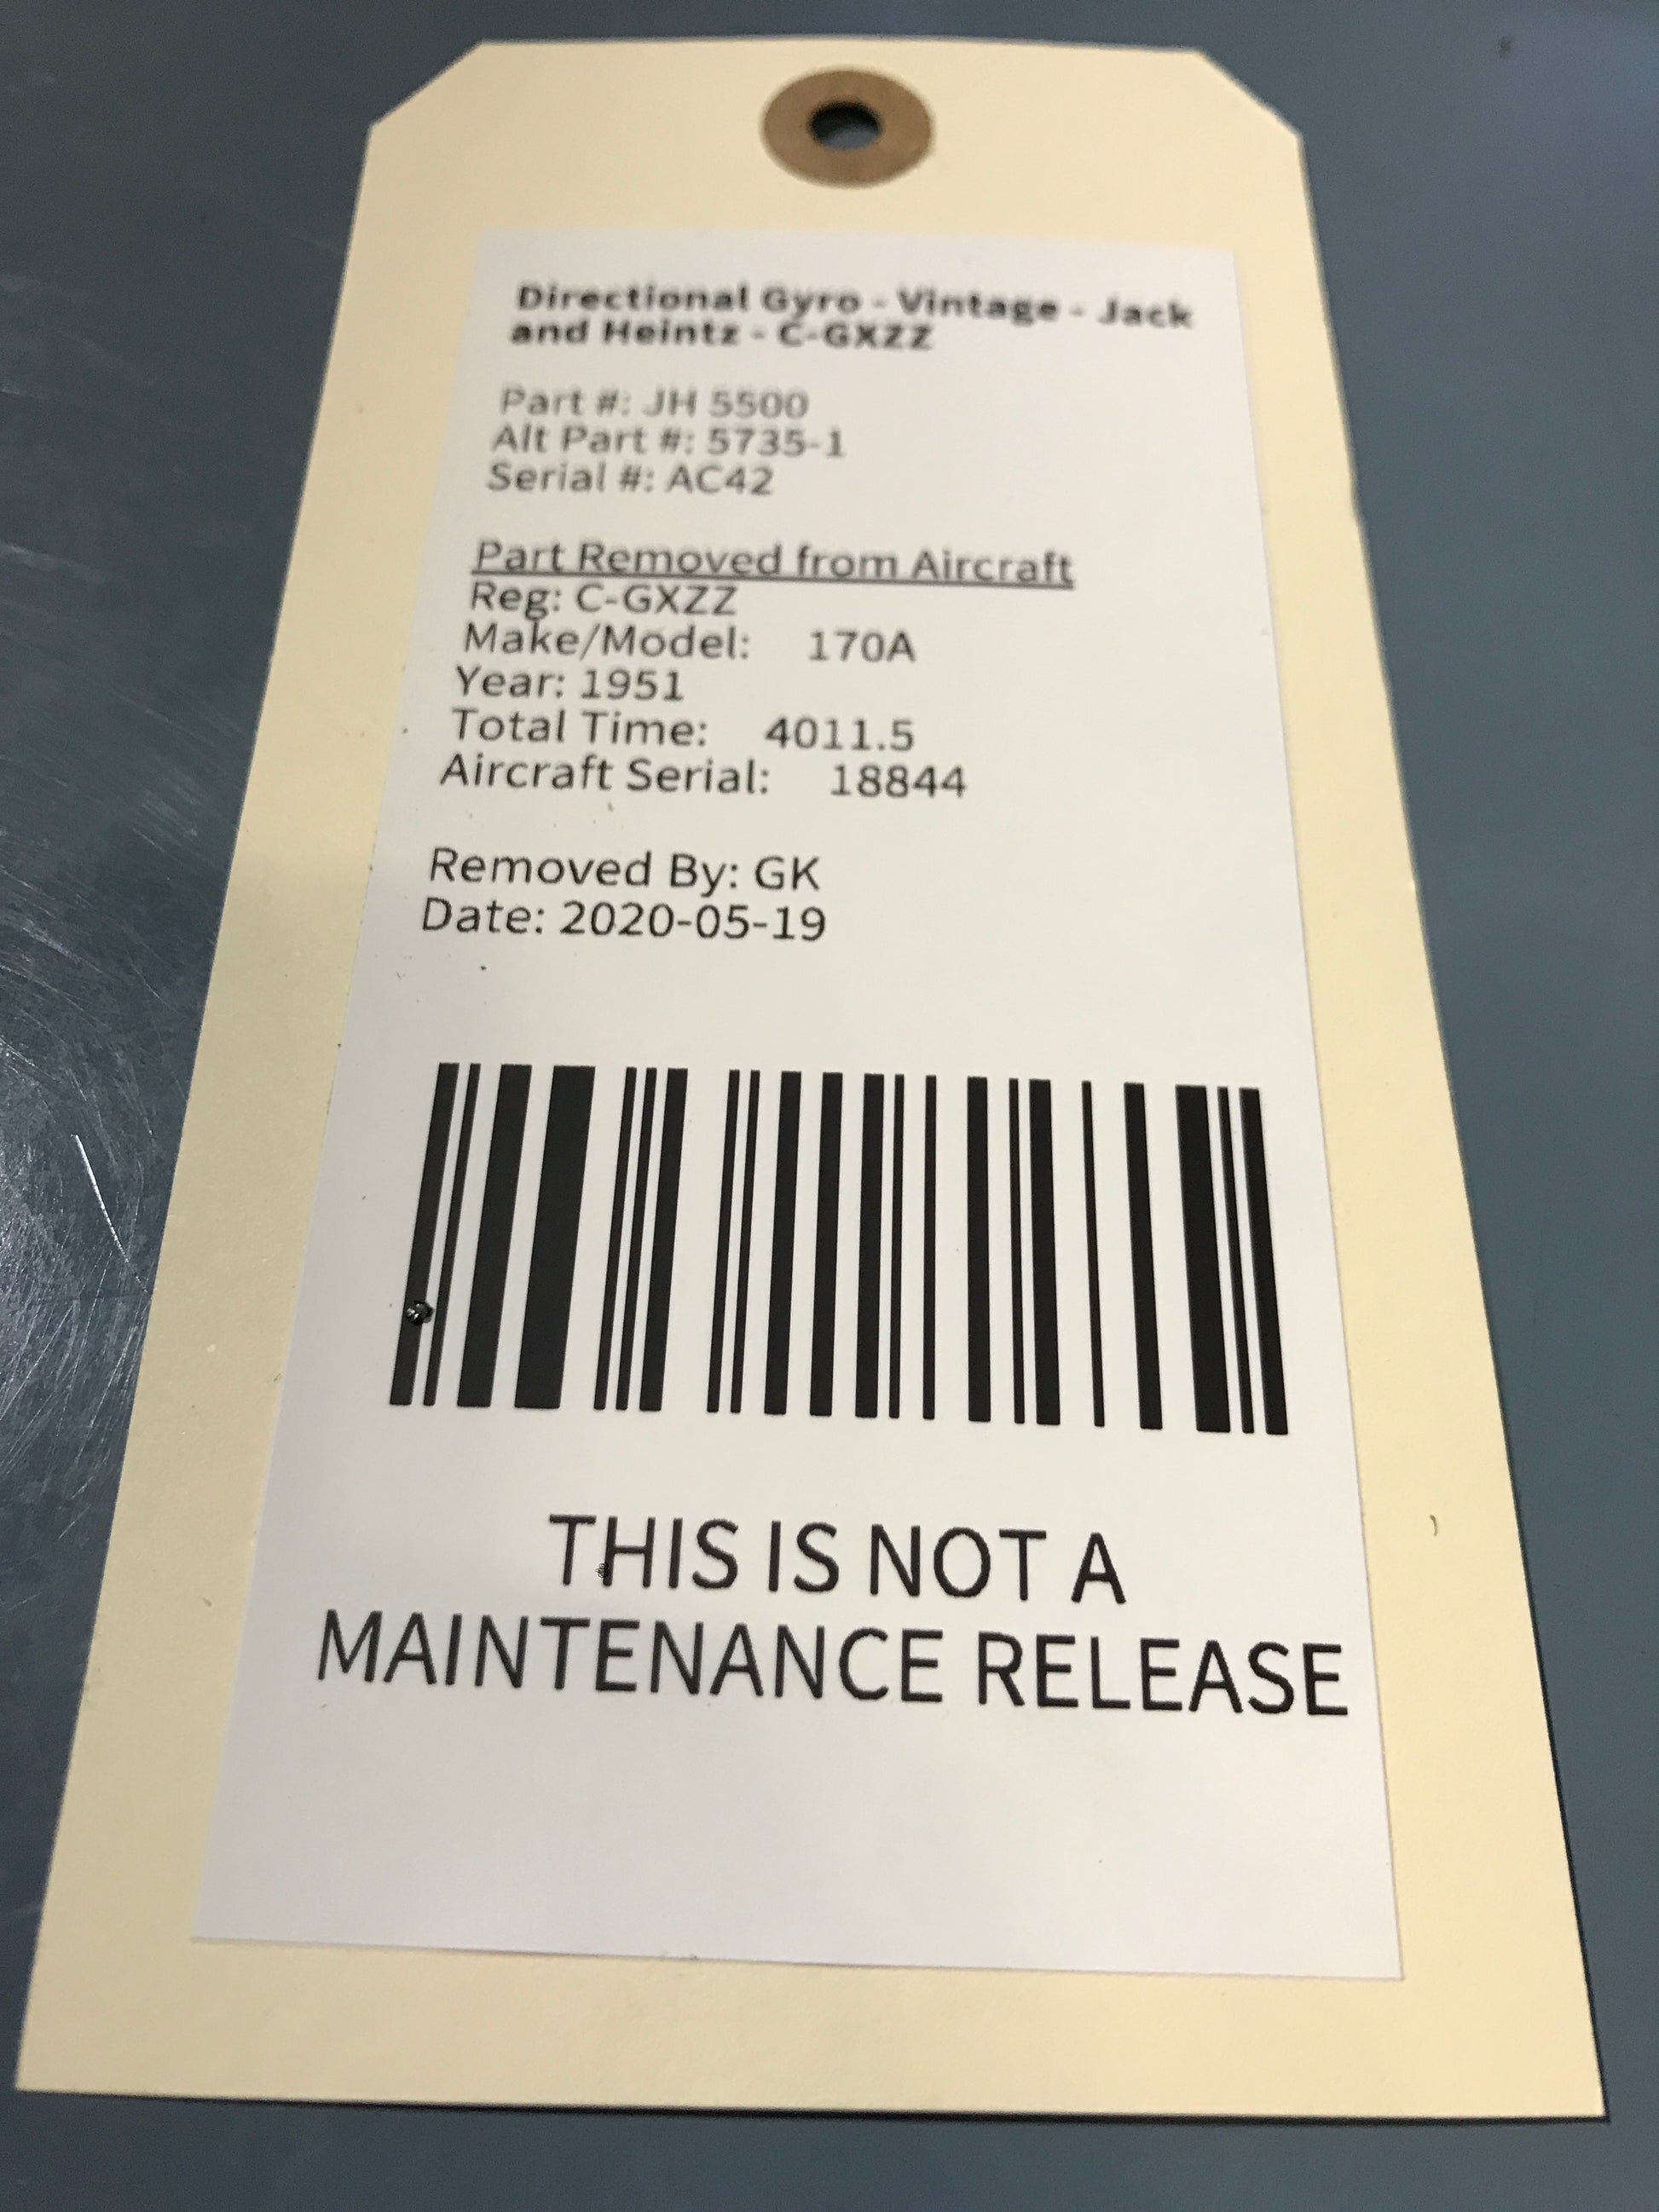 Directional Gyro - Vintage - Jack
and Heintz - C-GXZZ
Part #: JH 5500
Alt Part #: 5735-1
Serial #: AC42
Part Removed from Aircraft
Reg: C-GXZZ
Make/Model: 170A
Year: 1951
Total Time: 4011.5
Aircraft Serial: 18844
Removed By: GK
Date: 2020-05-19
THIS IS NOT A
MAINTENANCE RELEASE